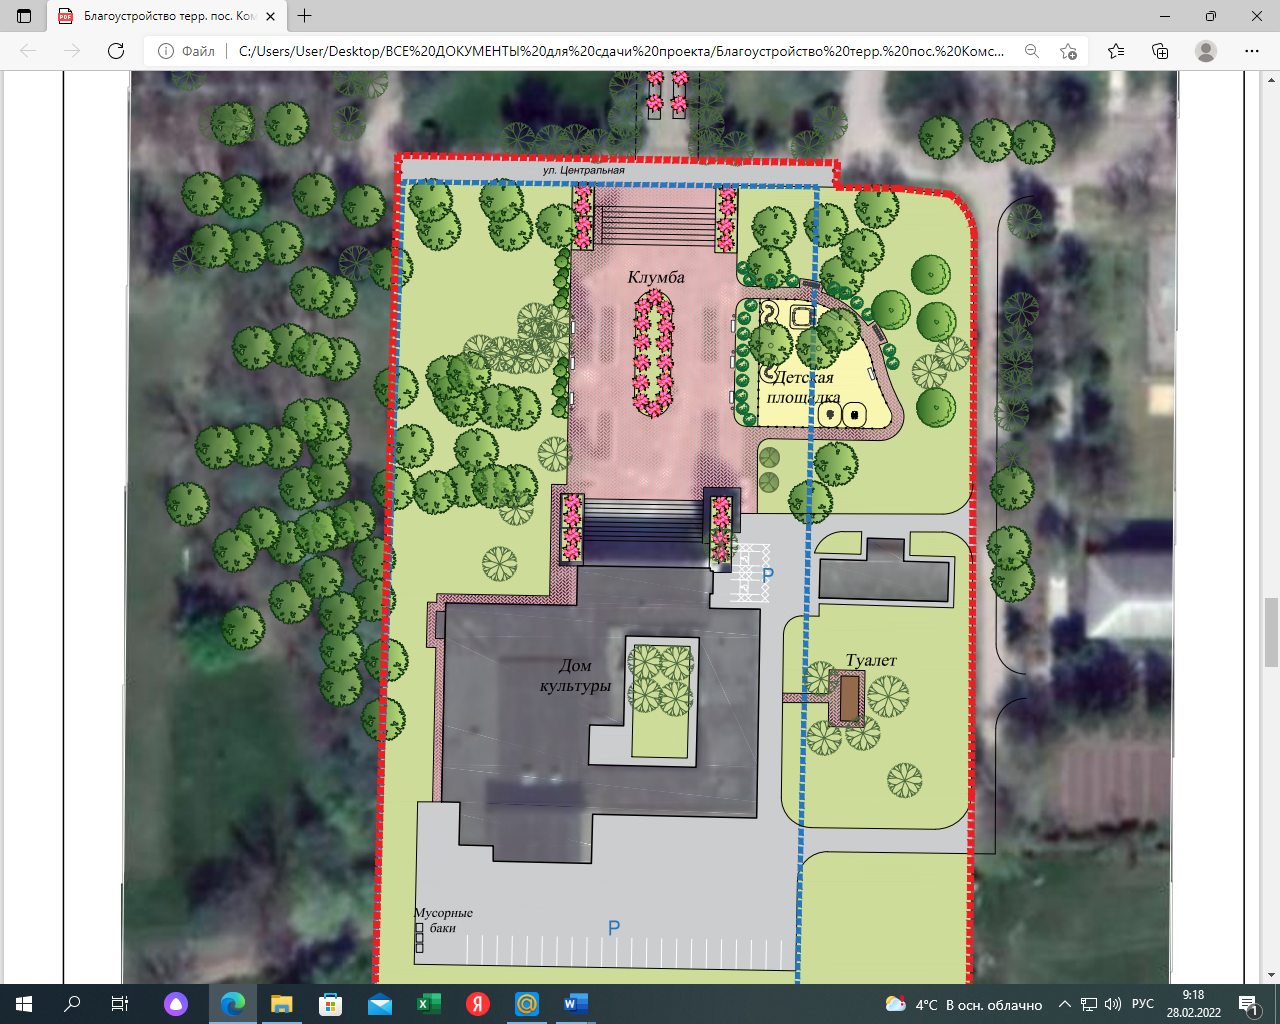 Благоустройство терр. пос. Ком
Файл
C:/Users/User/Desktop/ВСЕ%20ДОКУМЕНТЫ%20для%20сдачи%20проекта/Благоустройство%20терр.%20пос.%20Комс...
ул. Центральная
Клумба
Детская
площадка
P
Туалет
Дом
культуры
Мусорные
баки
P
4°C В осн. облачно
РУС
9:18
28.02.2022
1